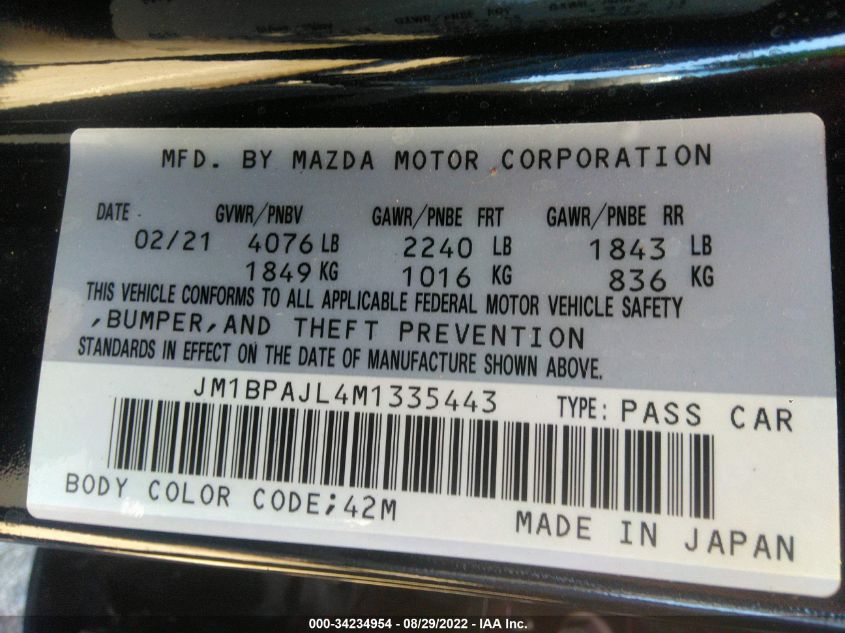 MFD. BY MAZDA MOTOR CORPORATION
DATE GVWR/PNBV GAWR/PNBE FRT GAWR/PNBE RR
02/21 4076 LB 2240 LB 1843 LB
1849 KG 1016 KG 836 KG
THIS VEHICLE CONFORMS TO ALL APPLICABLE FEDERAL MOTOR VEHICLE SAFETY
,BUMPER,AND THEFT PREVENTION
STANDARDS IN EFFECT ON THE DATE OF MANUFACTURE SHOWN ABOVE.
JM1BPAJL4M1335443 TYPE: PASS CAR
BODY COLOR CODE;42M
MADE IN JAPAN
000-34234954 - 08/29/2022 - IAA Inc.